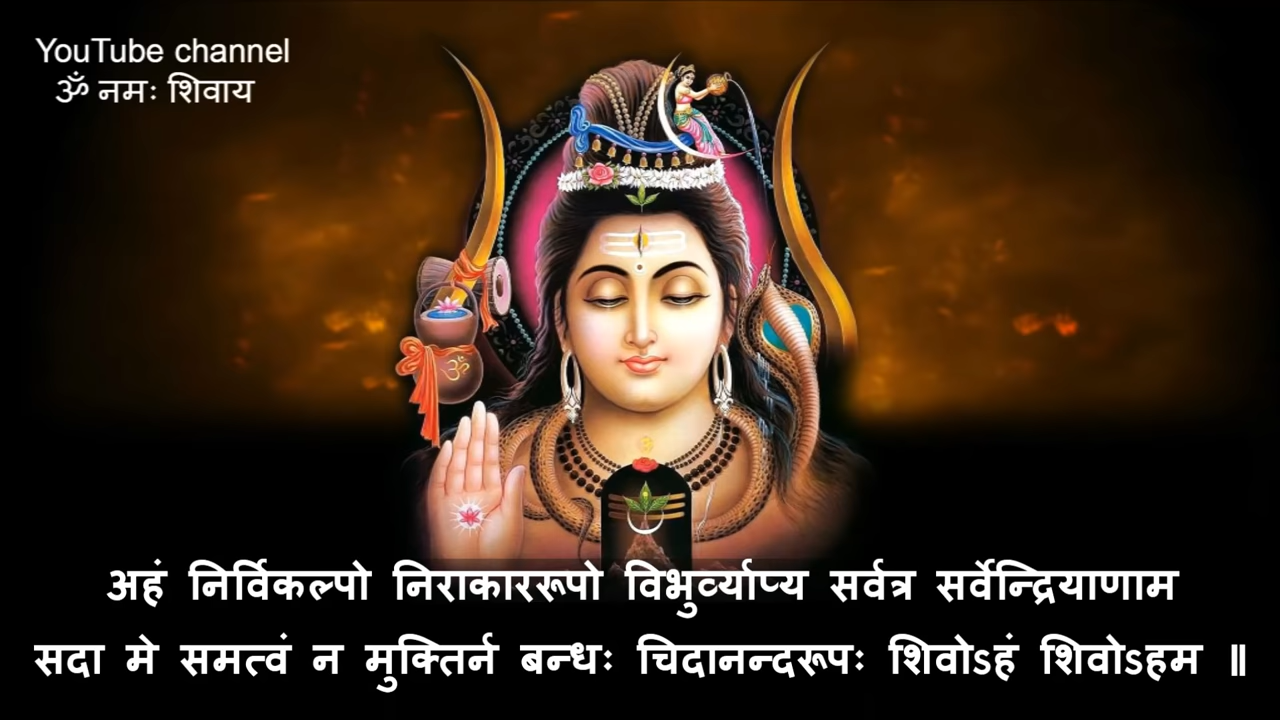 YouTube channel
ॐ नमः शिवाय
ॐ
अहं निर्विकल्पो निराकाररूपो विभुर्व्याप्य सर्वत्र सर्वेन्द्रियाणाम
सदा मे समत्वं न मुक्तिर्न बन्धः चिदानन्दरूपः शिवोऽहं शिवोऽहम ॥